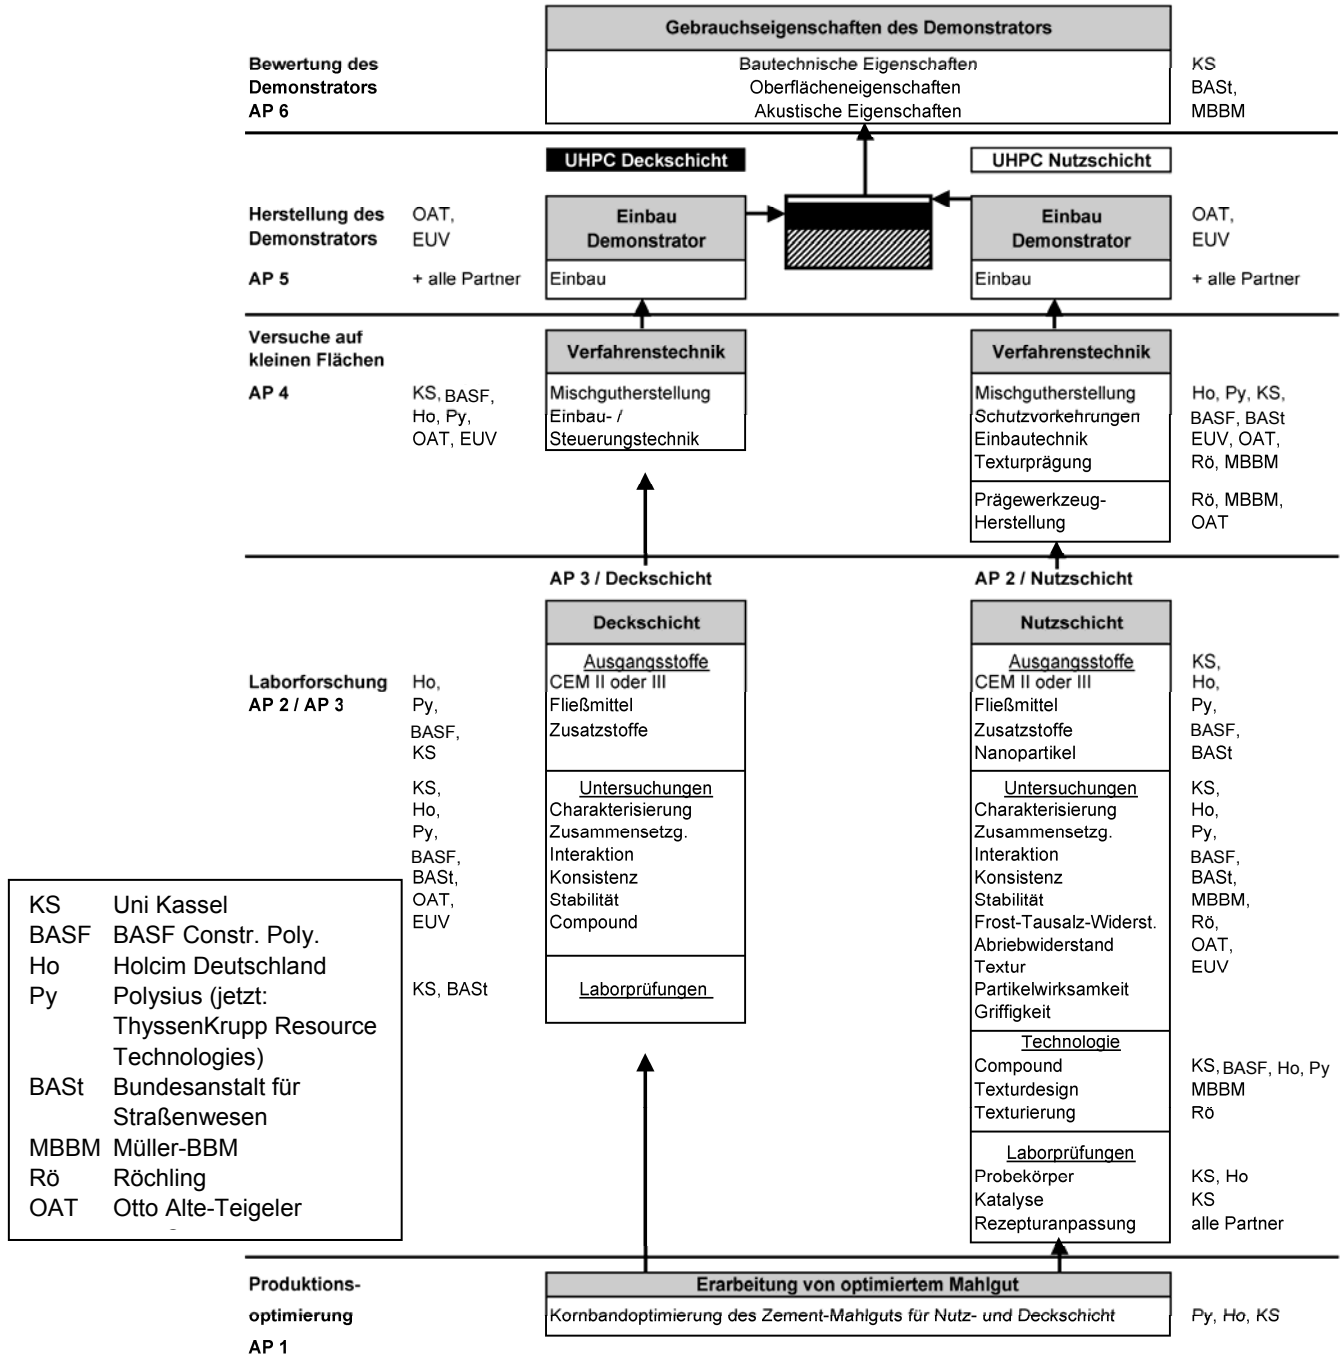 Gebrauchseigenschaften des Demonstrators
Bewertung des Demonstrators AP 6
Bautechnische Eigenschaften
Oberflächeneigenschaften
Akustische Eigenschaften
KS
BASt,
MBBM
UHPC Deckschicht
UHPC Nutzschicht
Herstellung des
Demonstrators
AP 5
OAT,
EUV
+ alle Partner
Einbau
Demonstrator
Einbau
Einbau
Demonstrator
Einbau
OAT,
EUV
+ alle Partner
Versuche auf
kleinen Flächen
AP 4
KS, BASF,
Ho, Py,
OAT, EUV
Verfahrenstechnik
Mischgutherstellung
Einbau- /
Steuerungstechnik
Verfahrenstechnik
Mischgutherstellung
Schutzvorkehrungen
Einbautechnik
Texturprägung
Prägewerkzeug-
Herstellung
Ho, Py, KS,
BASF, BASt
EUV, OAT,
Rö, MBBM
Rö, MBBM,
OAT
AP 3 / Deckschicht
AP 2 / Nutzschicht
Laborforschung
AP 2 / AP 3
Ho,
Py,
BASF,
KS
KS,
Ho,
Py,
BASF,
BASt,
OAT,
EUV
KS, BASt
Deckschicht
Ausgangsstoffe
CEM II oder III
Fließmittel
Zusatzstoffe
Untersuchungen
Charakterisierung
Zusammensetzg.
Interaktion
Konsistenz
Stabilität
Compound
Laborprüfungen
Nutzschicht
Ausgangsstoffe
CEM II oder III
Fließmittel
Zusatzstoffe
Nanopartikel
Untersuchungen
Charakterisierung
Zusammensetzg.
Interaktion
Konsistenz
Stabilität
Frost-Tausalz-Widerst.
Abriebwiderstand
Textur
Partikelwirksamkeit
Griffigkeit
Technologie
Compound
Texturdesign
Texturierung
Laborprüfungen
Probekörper
Katalyse
Rezepturanpassung
KS,
Ho,
Py,
BASF,
BASt
KS,
Ho,
Py,
BASF,
BASt,
MBBM,
Rö,
OAT,
EUV
KS, BASF, Ho, Py
MBBM
Rö
KS, Ho
KS
alle Partner
KS Uni Kassel
BASF BASF Constr. Poly.
Ho Holcim Deutschland
Py Polysius (jetzt:
ThyssenKrupp Resource
Technologies)
BASt Bundesanstalt für
Straßenwesen
MBBM Müller-BBM
Rö Röchling
OAT Otto Alte-Teigeler
Produktions-
optimierung
AP 1
Erarbeitung von optimiertem Mahlgut
Kornbandoptimierung des Zement-Mahlguts für Nutz- und Deckschicht
Py, Ho, KS